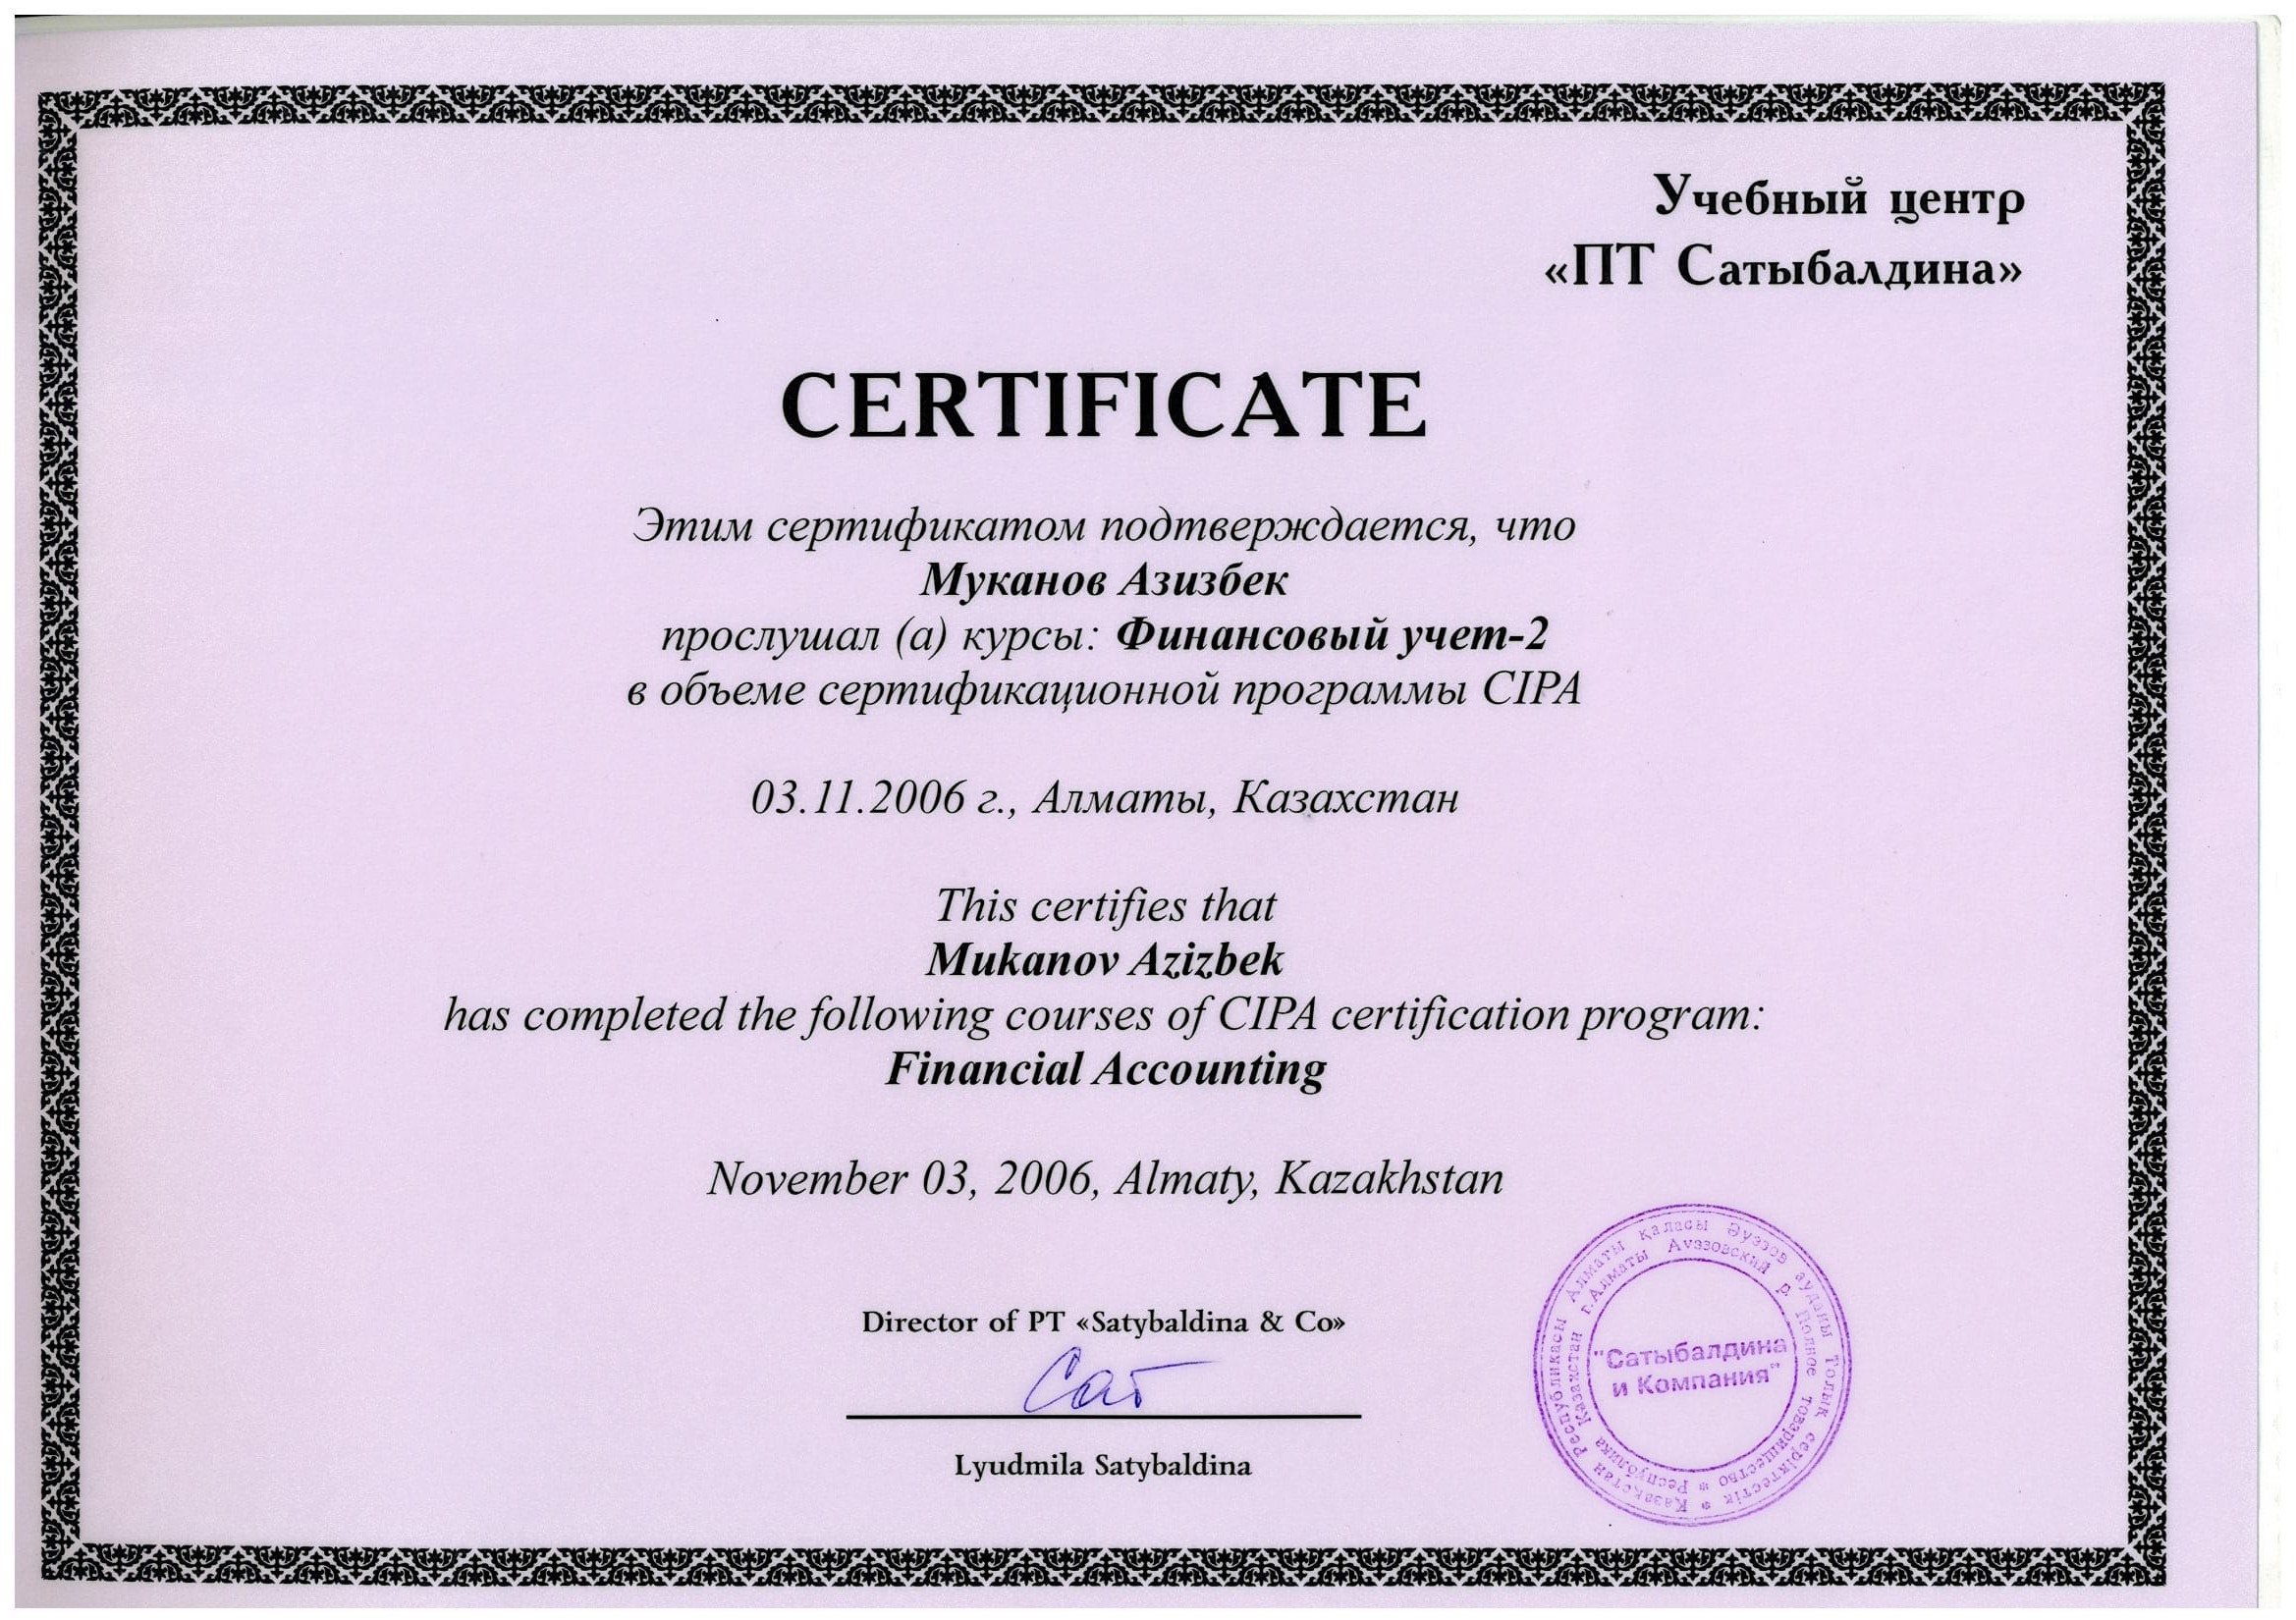 Учебный центр
«ПТ Сатыбалдина»
CERTIFICATE
Этим сертификатом подтверждается, что
Муканов Азизбек
прослушал (а) курсы: Финансовый учет-2
в объеме сертификационной программы CIPA
03.11.2006 г., Алматы, Казахстан
This certifies that
Mukanov Azizbek
has completed the following courses of CIPA certification program:
Financial Accounting
November 03, 2006, Almaty, Kazakhstan
Director of PT «Satybaldina & Co»
Сат
Lyudmila Satybaldina
Қазақстан Республикасы Алматы қаласы Әуэзов ауданы Толық серіктестік
Республика Казахстан г.Алматы Ауэзовский р. Полное товарищество
"Сатыбалдина
и Компания"